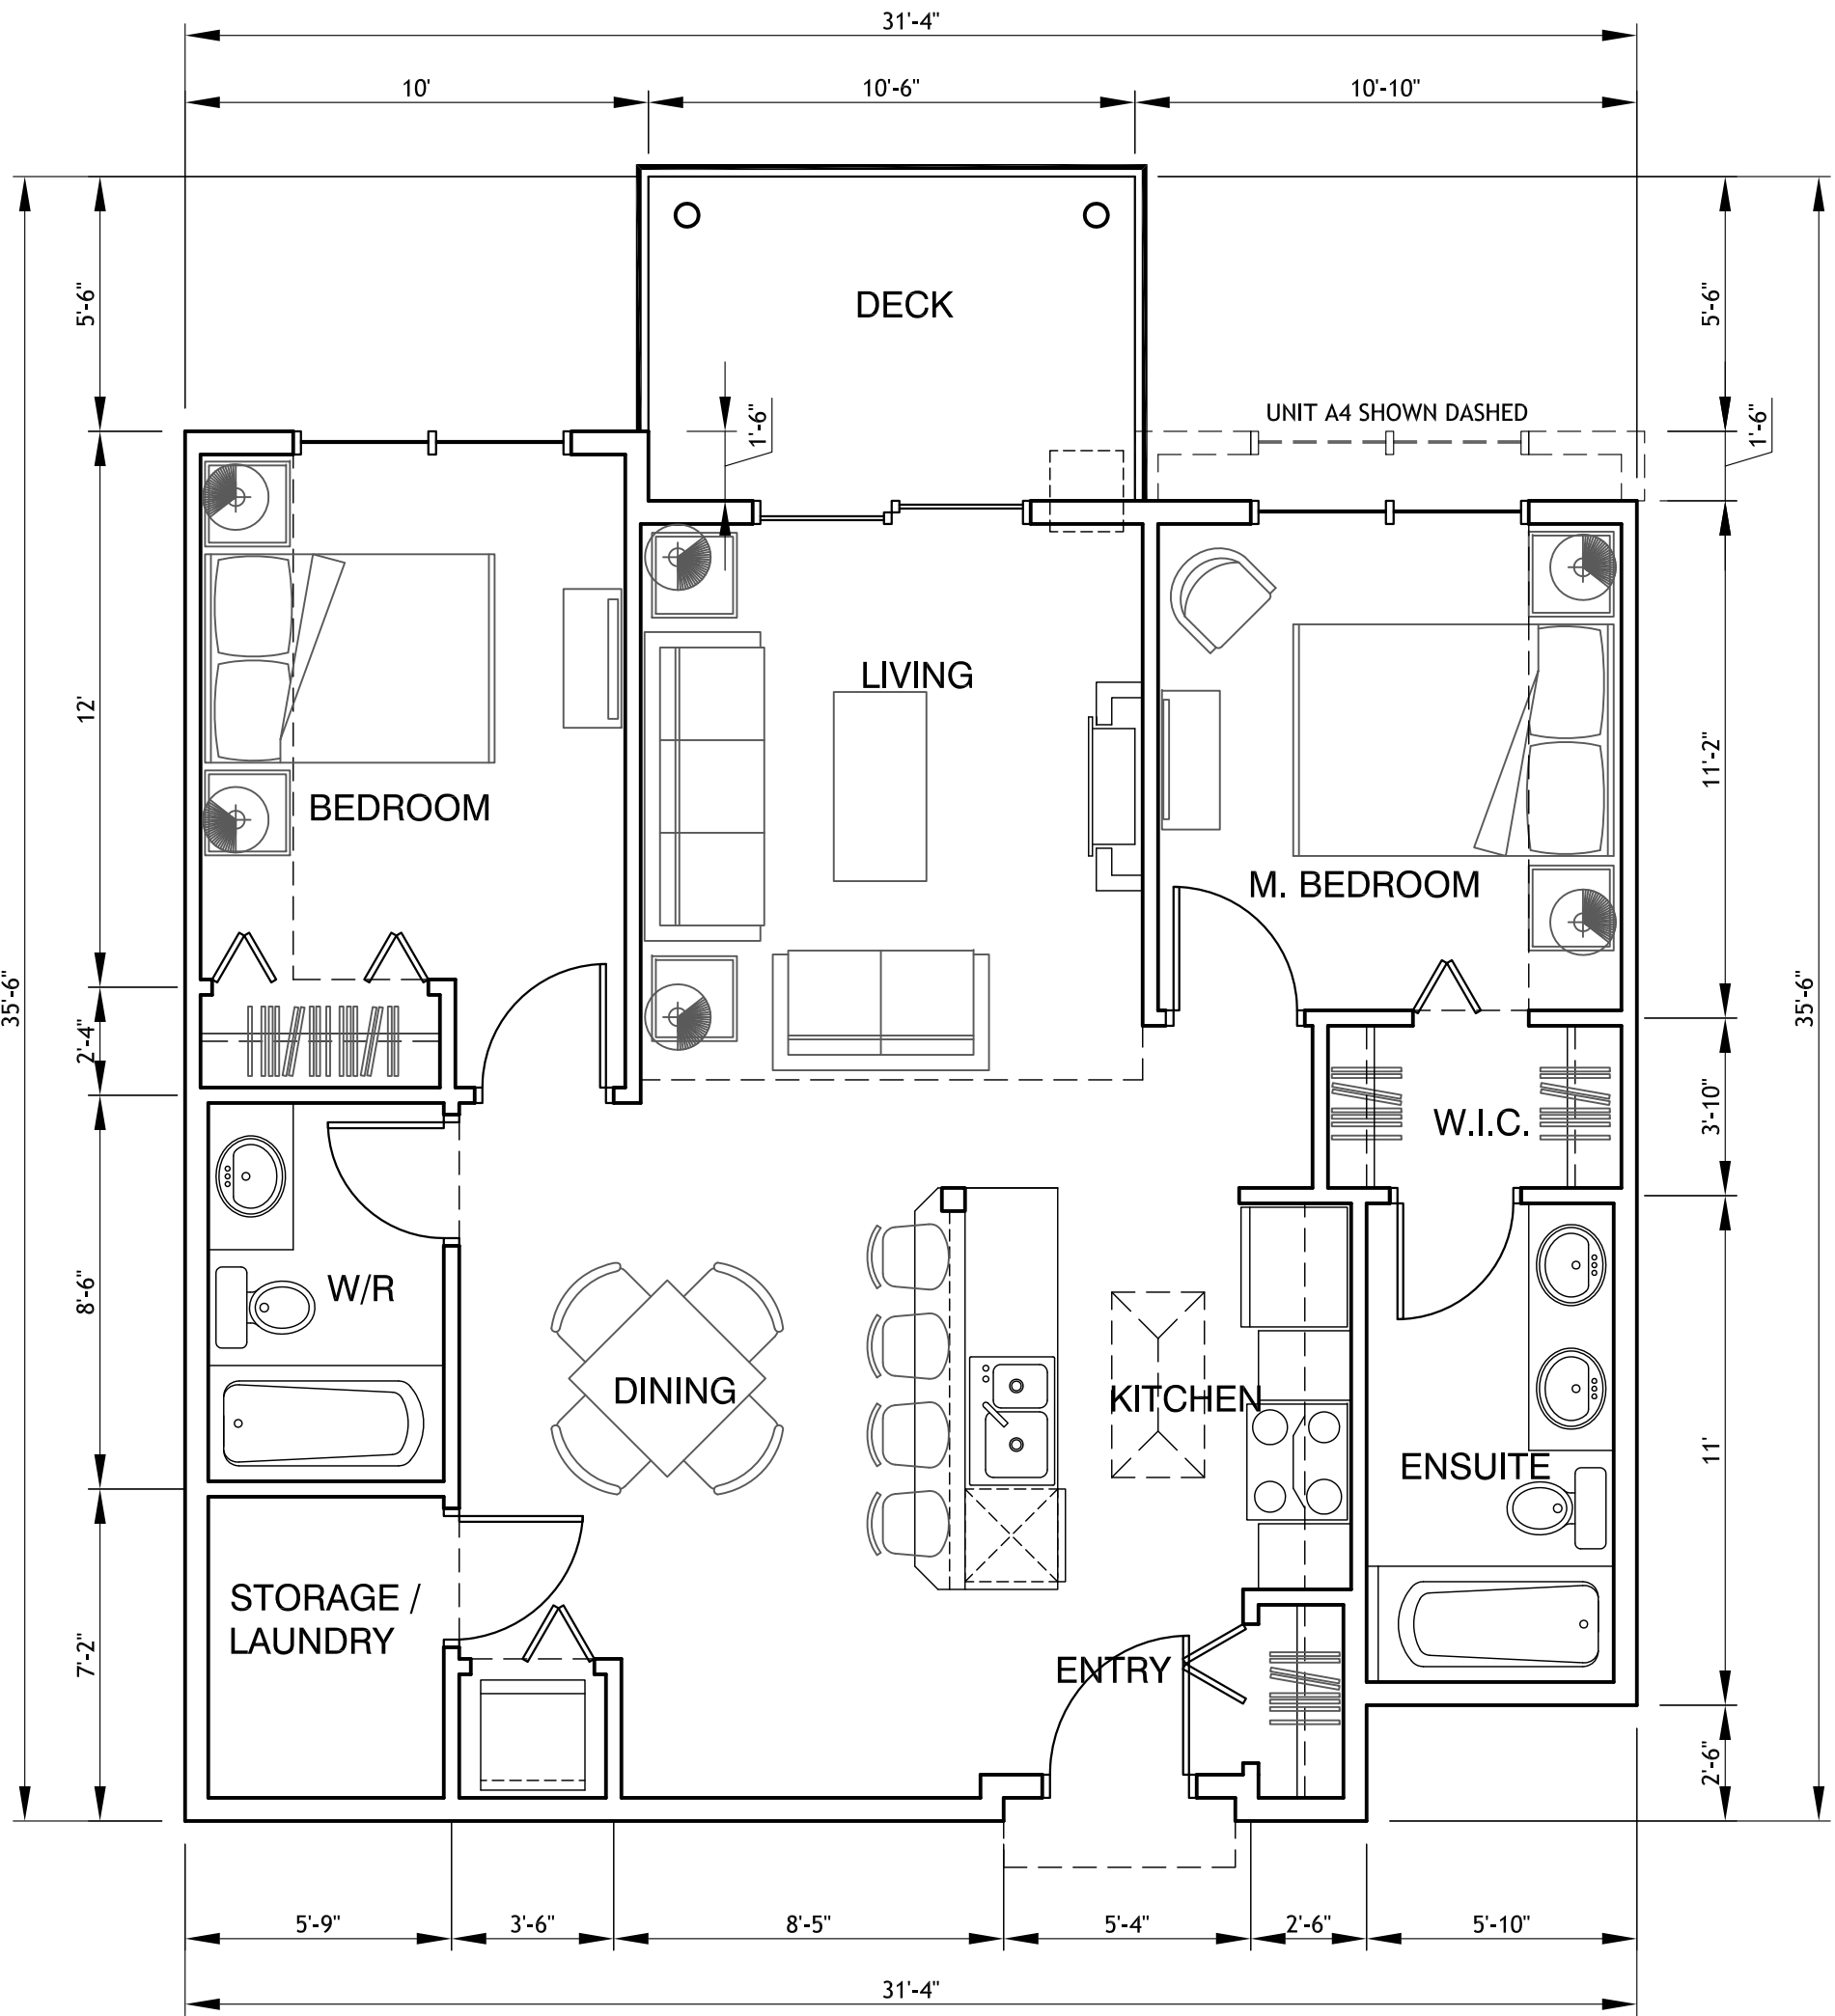 31'-4"
10'
10'-6"
10'-10"
5'-6"
5'-6"
DECK
1'-6"
UNIT A4 SHOWN DASHED
1'-6"
LIVING
12'
11'-2"
BEDROOM
M. BEDROOM
35'-6"
35'-6"
2'-4"
3'-10"
W.I.C.
8'-6"
W/R
DINING
KITCHEN
ENSUITE
11'
STORAGE /
LAUNDRY
7'-2"
ENTRY
2'-6"
5'-9"
3'-6"
8'-5"
5'-4"
2'-6"
5'-10"
31'-4"